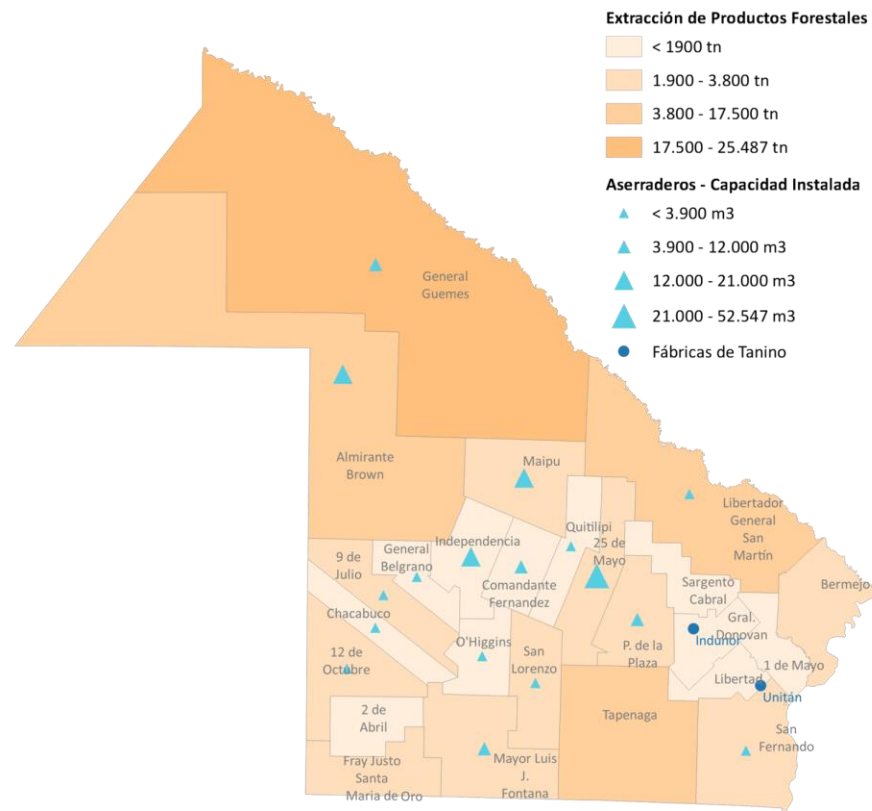 Extracción de Productos Forestales
< 1900 tn
1.900 - 3.800 tn
3.800 - 17.500 tn
17.500 - 25.487 tn
Aserraderos - Capacidad Instalada
< 3.900 m3
3.900 - 12.000 m3
12.000 - 21.000 m3
21.000 - 52.547 m3
Fábricas de Tanino
General
Guemes
Almirante
Brown
Maipu
Libertador
General
San
Martín
Quitilipi
25 de
Mayo
Independencia
Comandante
Fernandez
General
Belgrano
9 de
Julio
Chacabuco
12 de
Octubre
Sargento
Cabral
Bermejo
Gral.
Donovan
Indunor
P. de la
Plaza
O'Higgins
San
Lorenzo
1 de Mayo
Libertad
Unitán
2 de
Abril
Tapenaga
San
Fernando
Fray Justo
Santa
Maria de Oro
Mayor Luis
J.
Fontana